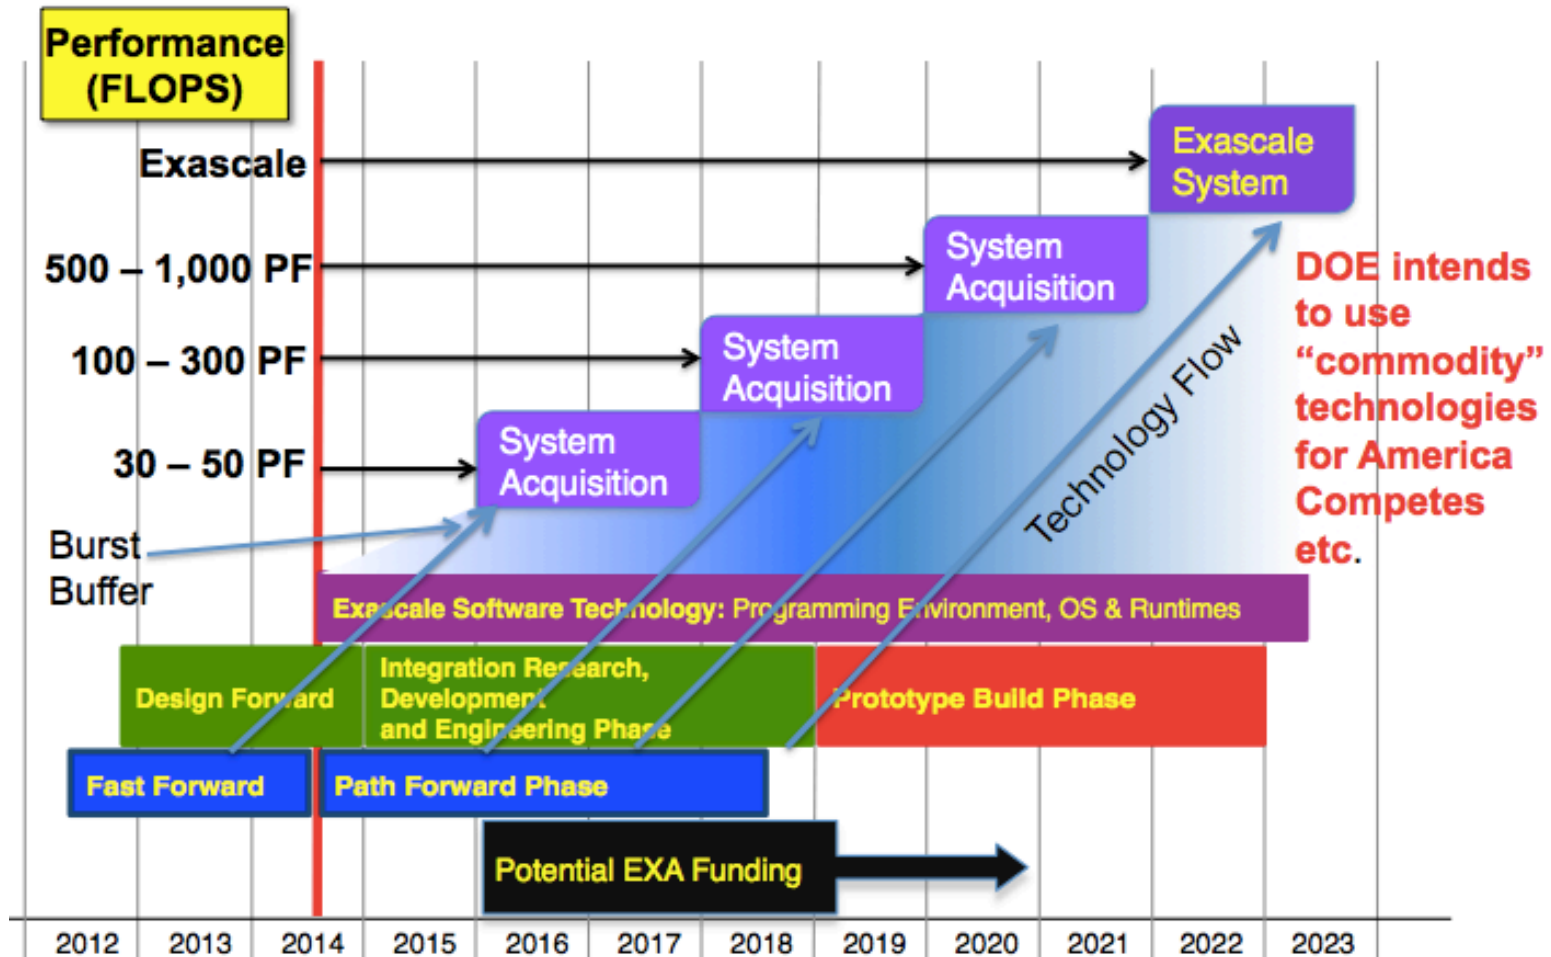 Performance
(FLOPS)
Exascale
Exascale
System
500 – 1,000 PF
System
Acquisition
DOE intends
to use
“commodity”
technologies
for America
Competes
etc.
100 – 300 PF
System
Acquisition
Technology Flow
30 – 50 PF
System
Acquisition
Burst
Buffer
Exascale Software Technology: Programming Environment, OS & Runtimes
Design Forward
Integration Research,
Development
and Engineering Phase
Prototype Build Phase
Fast Forward
Path Forward Phase
Potential EXA Funding
2012 2013 2014 2015 2016 2017 2018 2019 2020 2021 2022 2023